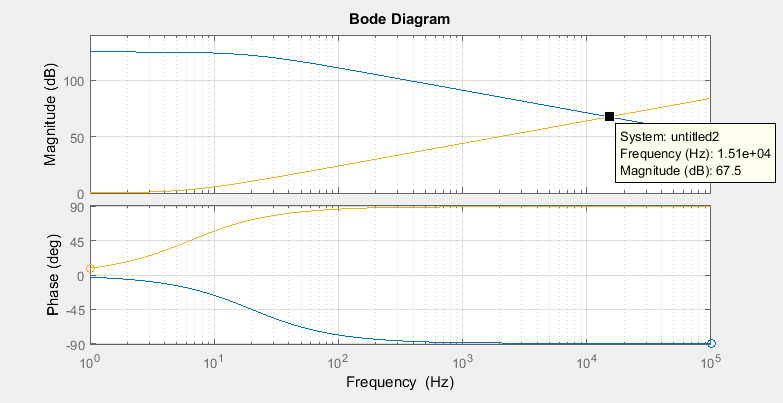 Bode Diagram
Magnitude (dB)
100
50
0
System: untitled2
Frequency (Hz): 1.51e+04
Magnitude (dB): 67.5
Phase (deg)
90
45
0
-45
-90
10^0
10^1
10^2
10^3
10^4
10^5
Frequency (Hz)